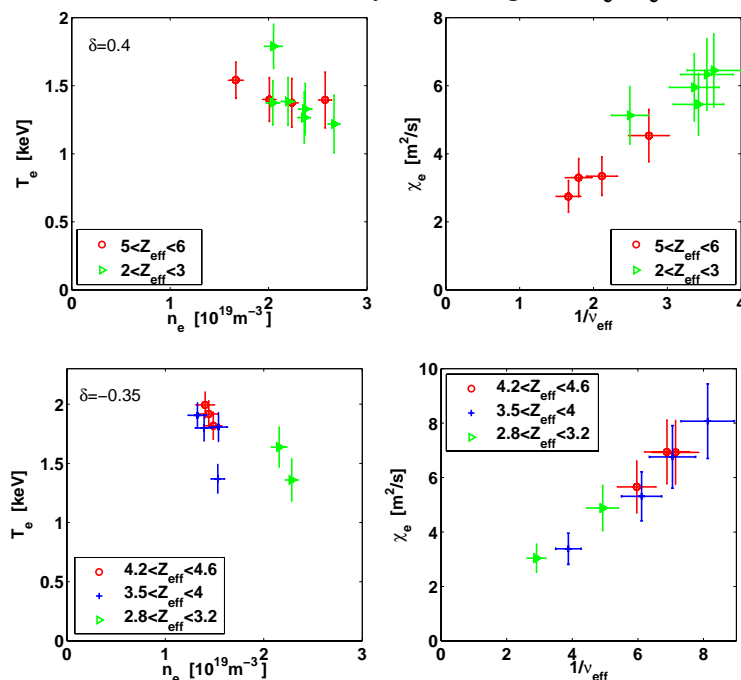 δ=0.4
2
1.5
1
0.5
0
T_e [keV]
5<Z_eff<6
2<Z_eff<3
0 1 2 3
n_e [10^19 m^−3]
8
6
4
2
0
χ_e [m^2/s]
5<Z_eff<6
2<Z_eff<3
0 1 2 3 4
1/ν_eff
δ=−0.35
2
1.5
1
0.5
0
T_e [keV]
4.2<Z_eff<4.6
3.5<Z_eff<4
2.8<Z_eff<3.2
0 1 2 3
n_e [10^19 m^−3]
10
8
6
4
2
0
χ_e [m^2/s]
4.2<Z_eff<4.6
3.5<Z_eff<4
2.8<Z_eff<3.2
0 2 4 6 8
1/ν_eff